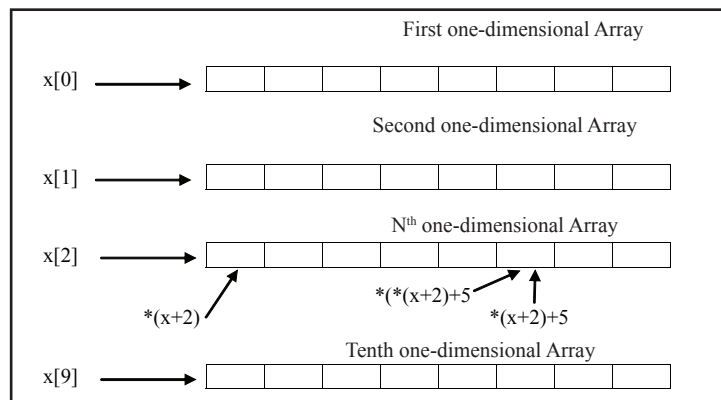 First one-dimensional Array
x[0]
Second one-dimensional Array
x[1]
Nth one-dimensional Array
x[2]
*(*(x+2)+5
*(x+2)
*(x+2)+5
Tenth one-dimensional Array
x[9]